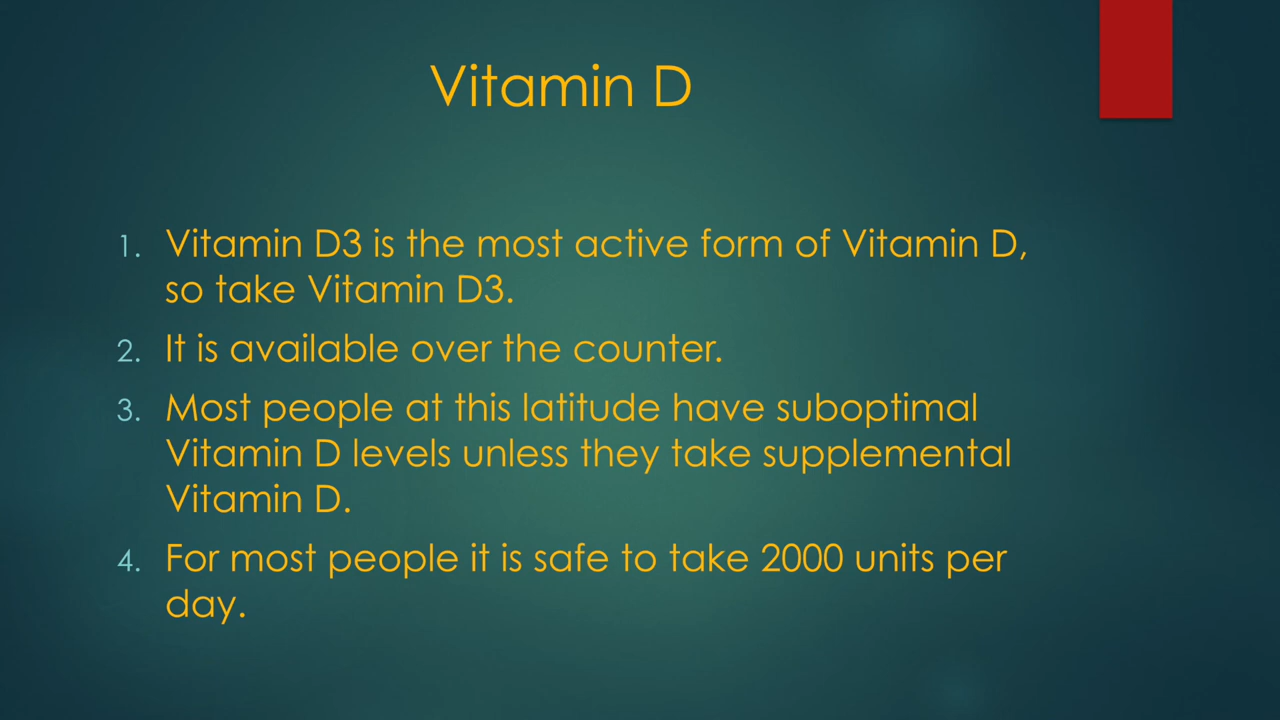 Vitamin D
1. Vitamin D3 is the most active form of Vitamin D,
so take Vitamin D3.
2. It is available over the counter.
3. Most people at this latitude have suboptimal
Vitamin D levels unless they take supplemental
Vitamin D.
4. For most people it is safe to take 2000 units per
day.